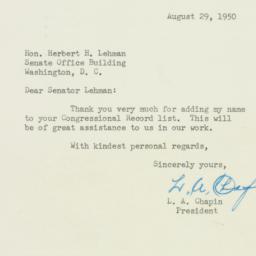 August 29, 1950
Hon. Herbert H. Lehman
Senate Office Building
Washington, D. C.
Dear Senator Lehman:
Thank you very much for adding my name
to your Congressional Record list. This will
be of great assistance to us in our work.
With kindest personal regards,
Sincerely yours,
L. A. Chapin
President